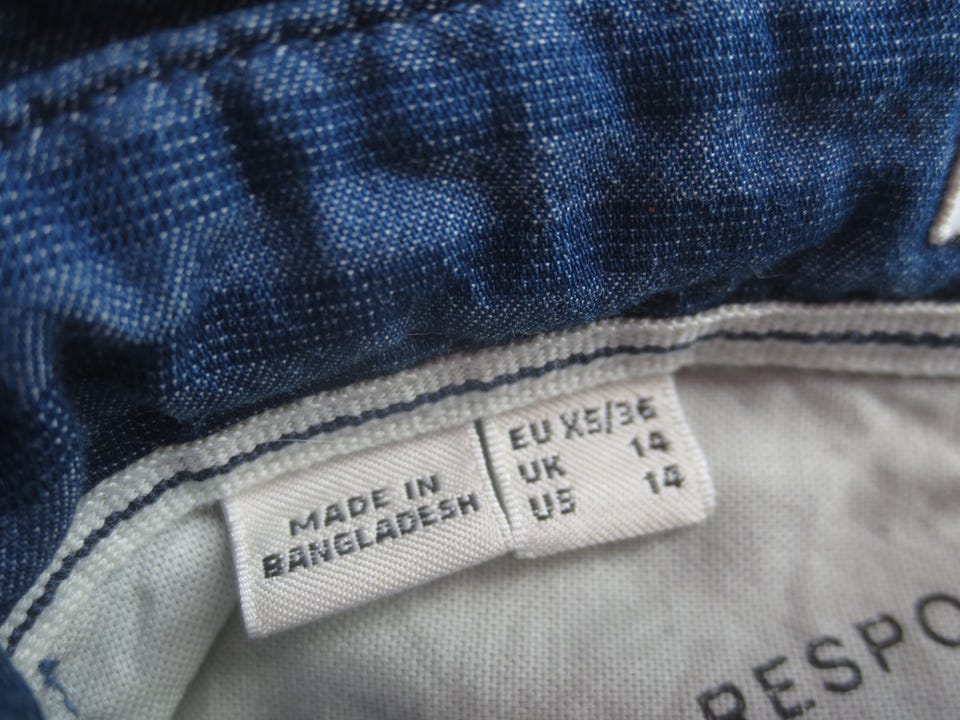 MADE IN
BANGLADESH
EU XS/36
UK 14
US 14
RESPO